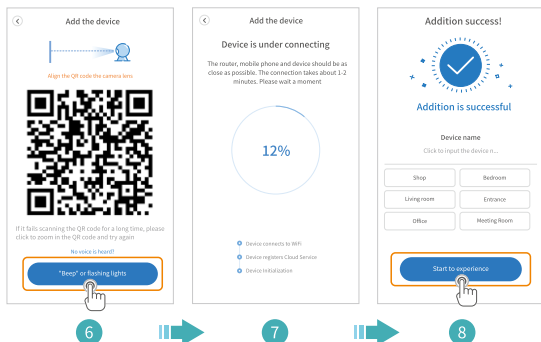 Add the device
Align the QR code the camera lens
If it fails scanning the QR code for a long time, please
click to zoom in the QR code and try again
No voice is heard?
"Beep" or flashing lights
6
Add the device
Device is under connecting
The router, mobile phone and device should be as
close as possible. The connection takes about 1-2
minutes. Please wait a moment
12%
Device connects to WiFi
Device registers Cloud Service
Device Initialization
7
Addition success!
Addition is successful
Device name
Click to input the device n...
Shop
Bedroom
Living room
Entrance
Office
Meeting Room
Start to experience
8